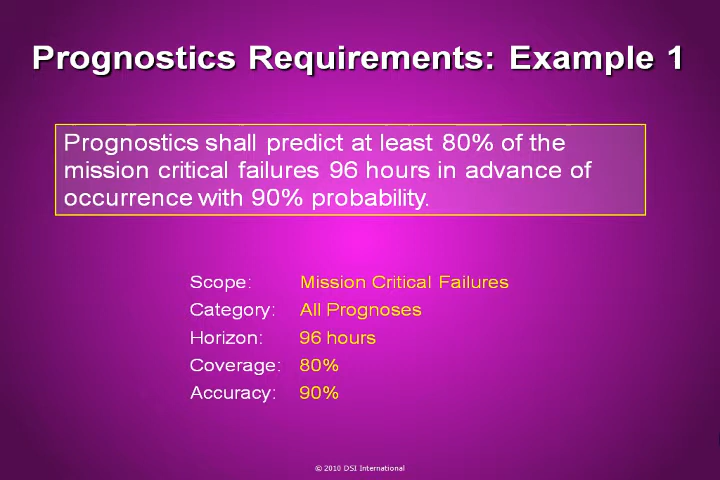 Prognostics Requirements: Example 1
Prognostics shall predict at least 80% of the
mission critical failures 96 hours in advance of
occurrence with 90% probability.
Scope: Mission Critical Failures
Category: All Prognoses
Horizon: 96 hours
Coverage: 80%
Accuracy: 90%
© 2010 DSI International